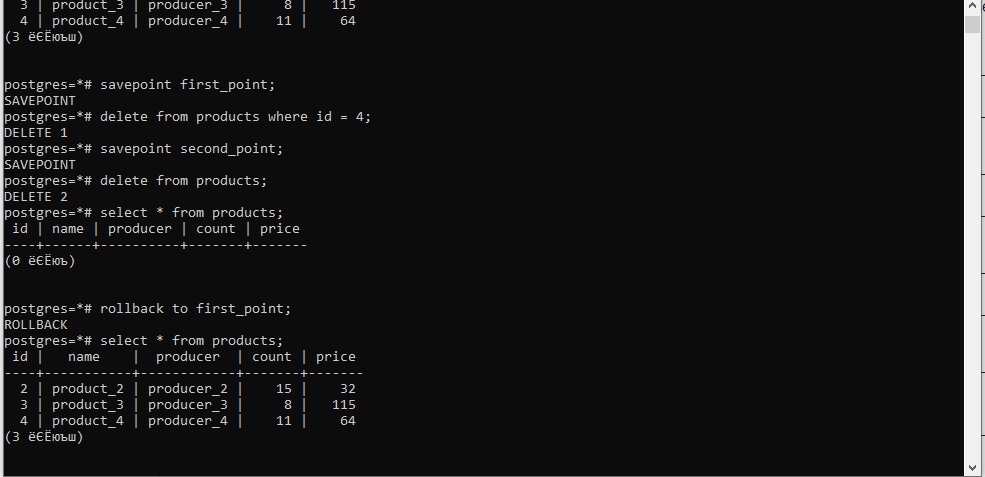 3 | product_3 | producer_3 |     8 |   115
  4 | product_4 | producer_4 |    11 |    64
(3 ёЄЁюъш)
postgres=*# savepoint first_point;
SAVEPOINT
postgres=*# delete from products where id = 4;
DELETE 1
postgres=*# savepoint second_point;
SAVEPOINT
postgres=*# delete from products;
DELETE 2
postgres=*# select * from products;
 id | name | producer | count | price
----+------+----------+-------+-------
(0 ёЄЁюъ)
postgres=*# rollback to first_point;
ROLLBACK
postgres=*# select * from products;
 id |   name    |  producer  | count | price
----+-----------+------------+-------+-------
  2 | product_2 | producer_2 |    15 |    32
  3 | product_3 | producer_3 |     8 |   115
  4 | product_4 | producer_4 |    11 |    64
(3 ёЄЁюъш)